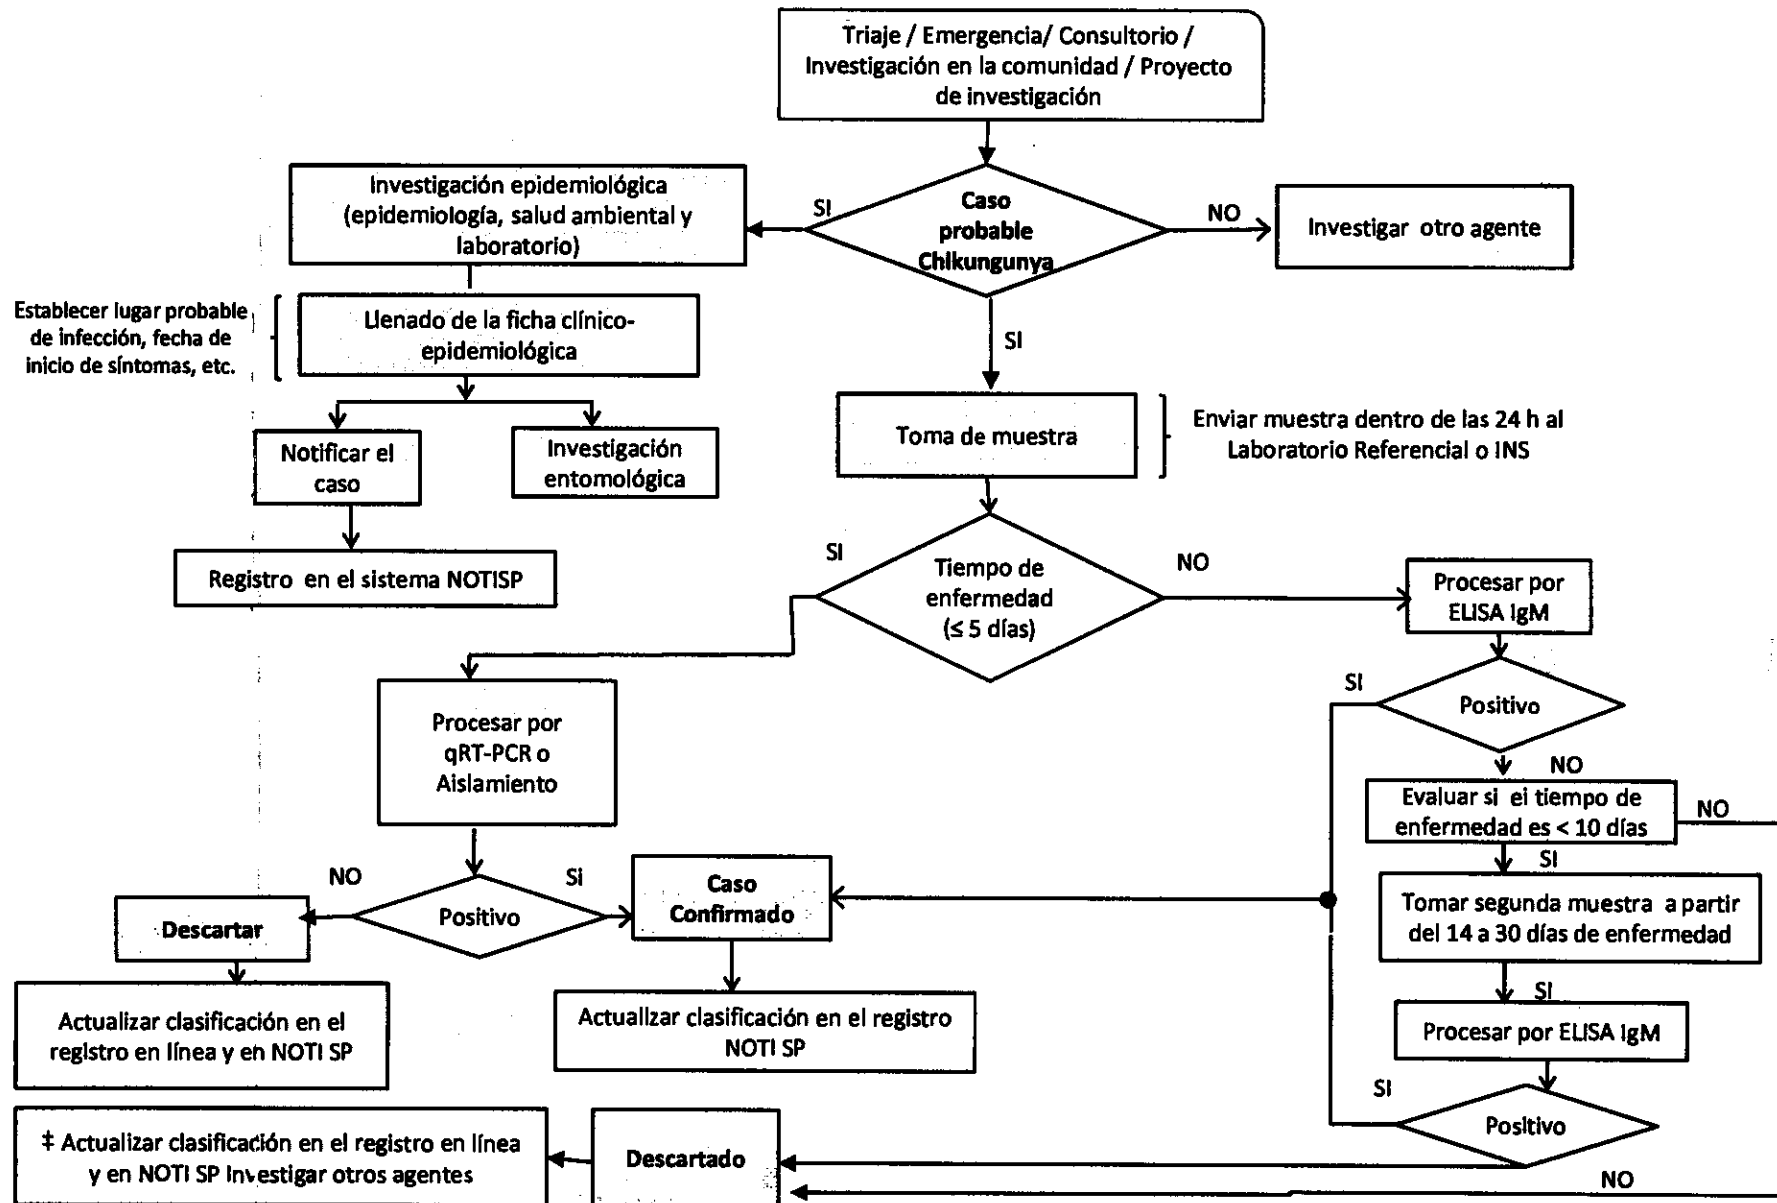 Triaje / Emergencia/ Consultorio /
Investigación en la comunidad / Proyecto
de investigación
Investigación epidemiológica
(epidemiología, salud ambiental y
laboratorio)
SI
Caso
probable
Chikungunya
NO
Investigar otro agente
Establecer lugar probable
de infección, fecha de
inicio de síntomas, etc.
Llenado de la ficha clínico-
epidemiológica
SI
Notificar el
caso
Investigación
entomológica
Toma de muestra
Enviar muestra dentro de las 24 h al
Laboratorio Referencial o INS
Registro en el sistema NOTISP
SI
Tiempo de
enfermedad
(≤ 5 días)
NO
Procesar por
ELISA IgM
Procesar por
qRT-PCR o
Aislamiento
SI
Positivo
NO
Evaluar si el tiempo de
enfermedad es < 10 días
NO
SI
Tomar segunda muestra a partir
del 14 a 30 días de enfermedad
SI
Procesar por ELISA IgM
NO
Positivo
Si
Caso
Confirmado
Descartar
Actualizar clasificación en el
registro en línea y en NOTI SP
Actualizar clasificación en el registro
NOTI SP
SI
Positivo
‡ Actualizar clasificación en el registro en línea
y en NOTI SP Investigar otros agentes
Descartado
NO